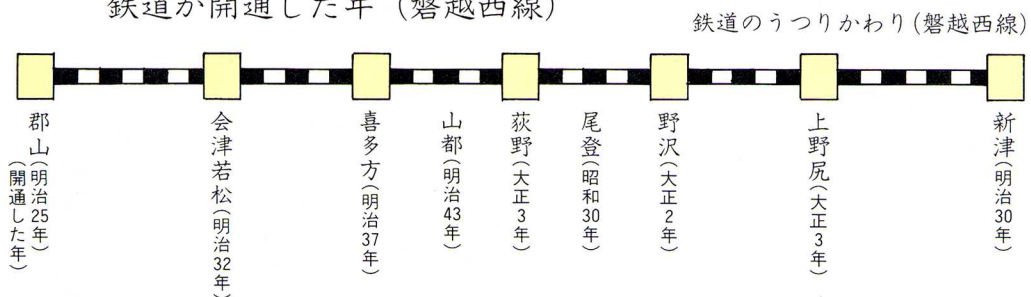 鉄道が開通した年(磐越西線)
鉄道のうつりかわり(磐越西線)
郡山(明治25年)
(開通した年)
会津若松(明治32年)
喜多方(明治37年)
山都(明治43年)
荻野(大正3年)
尾登(昭和30年)
野沢(大正2年)
上野尻(大正3年)
新津(明治30年)